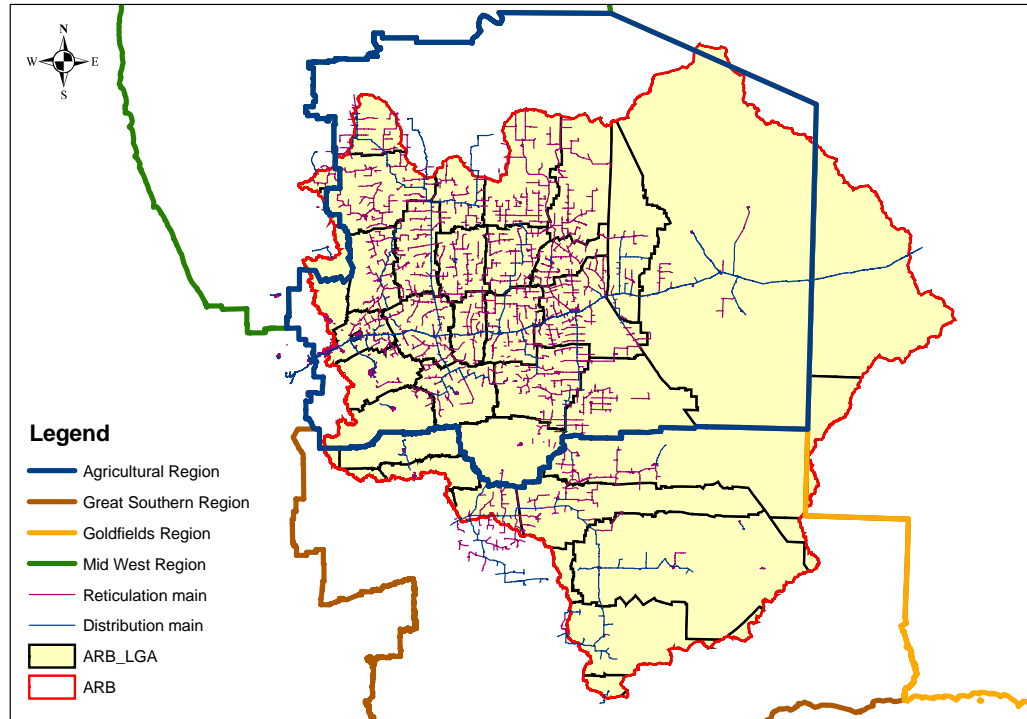 N
W
E
S
Legend
Agricultural Region
Great Southern Region
Goldfields Region
Mid West Region
Reticulation main
Distribution main
ARB_LGA
ARB